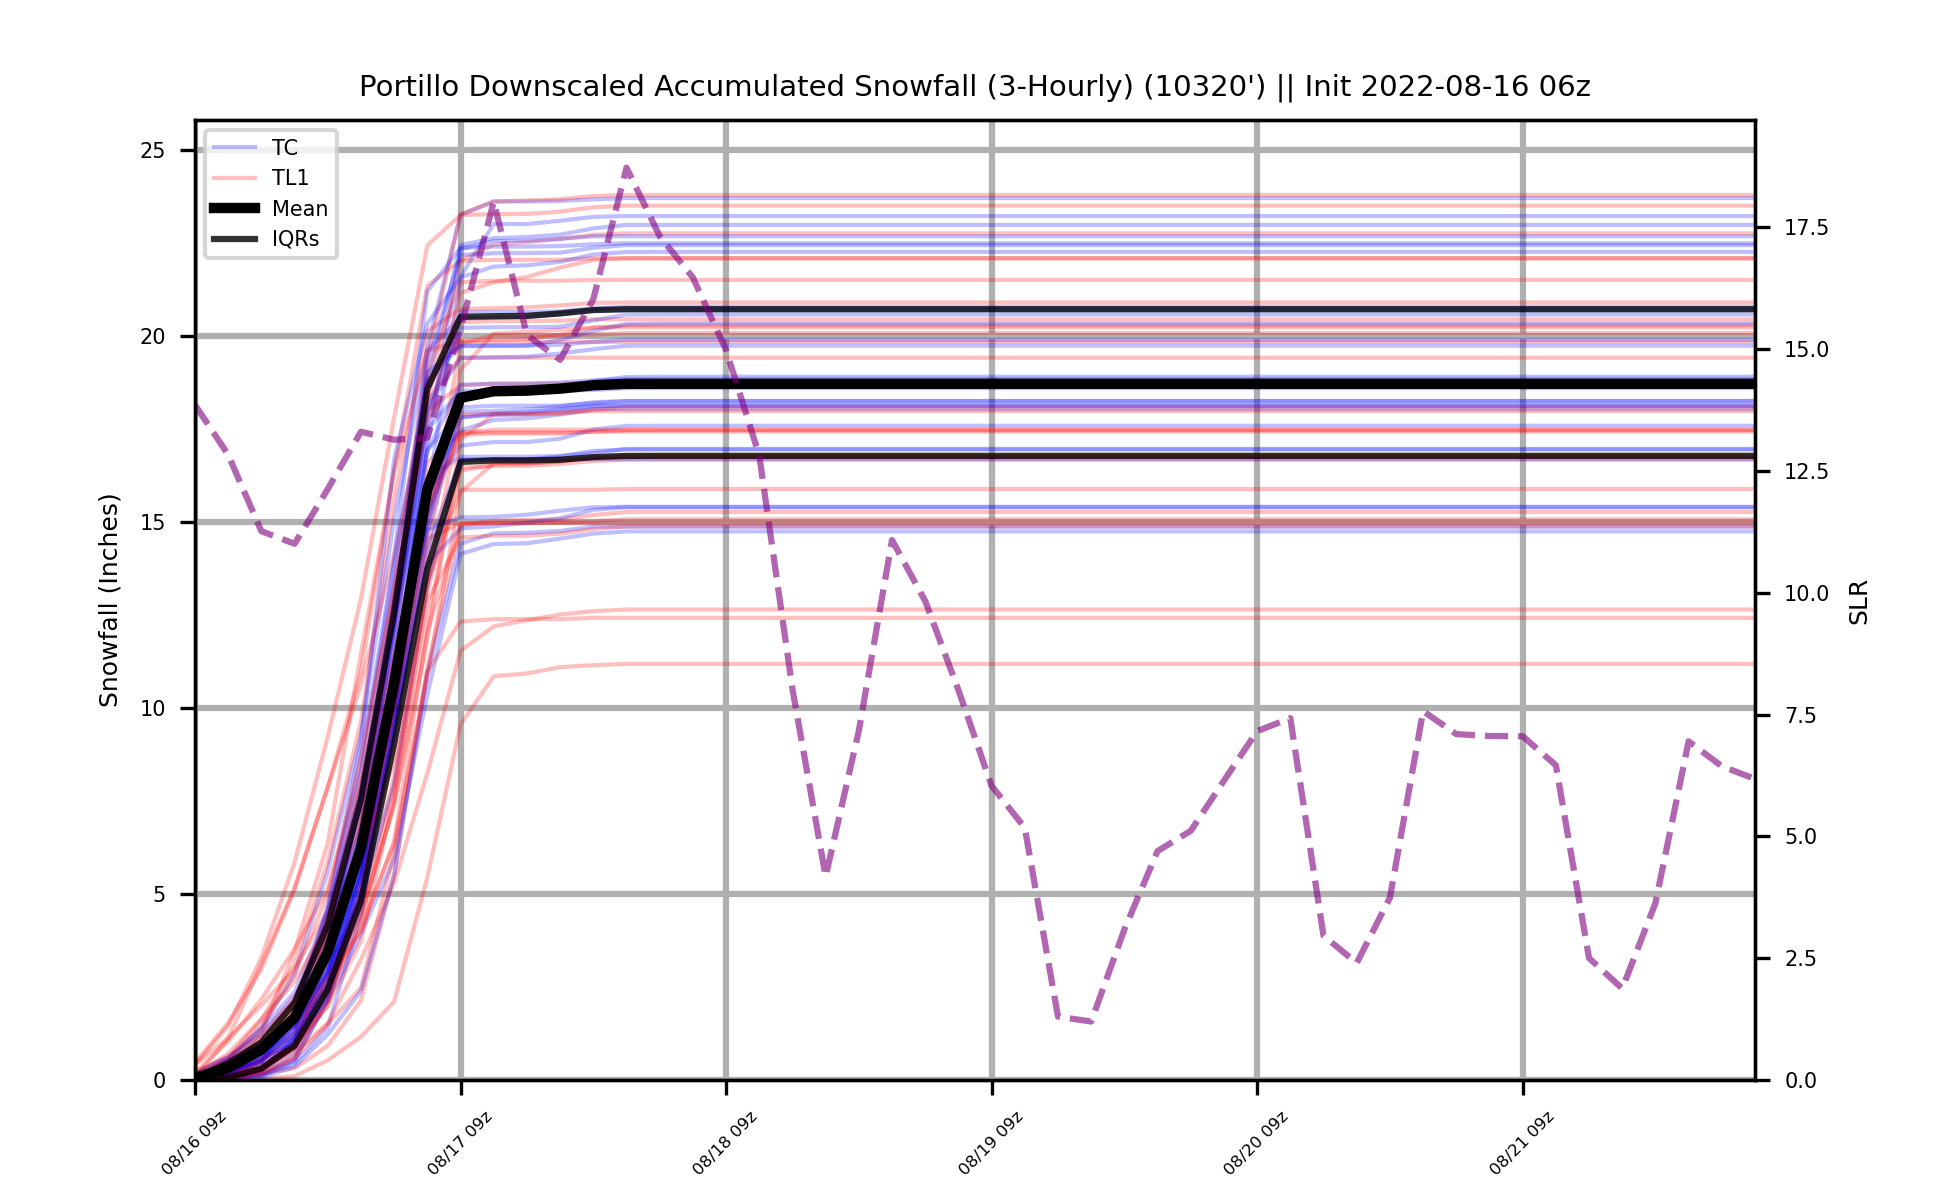 Portillo Downscaled Accumulated Snowfall (3-Hourly) (10320') || Init 2022-08-16 06z
TC
TL1
Mean
IQRs
Snowfall (Inches)
25
20
15
10
5
0
SLR
17.5
15.0
12.5
10.0
7.5
5.0
2.5
0.0
08/16 09z
08/17 09z
08/18 09z
08/19 09z
08/20 09z
08/21 09z